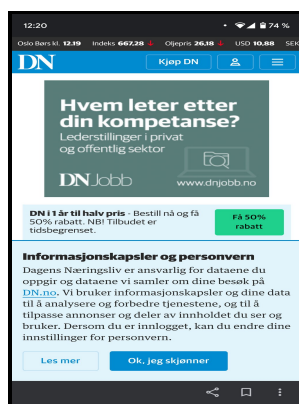 12:20
74 %
Oslo Børs kl. 12.19 Indeks 667,28 Oljepris 26,18 USD 10,88 SEK
DN
Kjøp DN
Hvem leter etter
din kompetanse?
Lederstillinger i privat
og offentlig sektor
DN Jobb
www.dnjobb.no
DN i 1 år til halv pris - Bestill nå og få
50% rabatt. NB! Tilbudet er
tidsbegrenset.
Få 50%
rabatt
Informasjonskapsler og personvern
Dagens Næringsliv er ansvarlig for dataene du
oppgir og dataene vi samler om dine besøk på
DN.no. Vi bruker informasjonskapsler og dine data
til å analysere og forbedre tjenestene, og til å
tilpasse annonser og deler av innholdet du ser og
bruker. Dersom du er innlogget, kan du endre dine
innstillinger for personvern.
Les mer
Ok, jeg skjønner